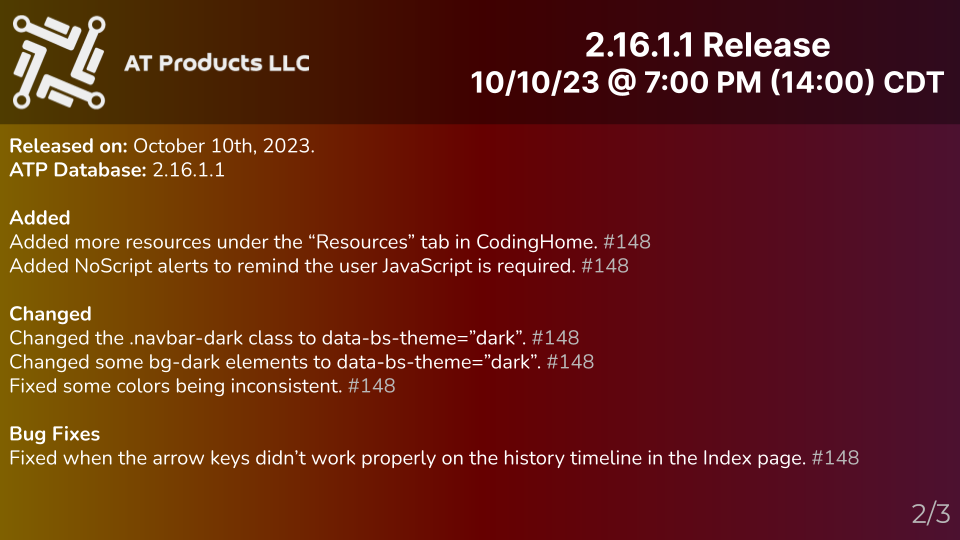 AT Products LLC
2.16.1.1 Release
10/10/23 @ 7:00 PM (14:00) CDT
Released on: October 10th, 2023.
ATP Database: 2.16.1.1
Added
Added more resources under the “Resources” tab in CodingHome. #148
Added NoScript alerts to remind the user JavaScript is required. #148
Changed
Changed the .navbar-dark class to data-bs-theme=”dark”. #148
Changed some bg-dark elements to data-bs-theme=”dark”. #148
Fixed some colors being inconsistent. #148
Bug Fixes
Fixed when the arrow keys didn’t work properly on the history timeline in the Index page. #148
2/3